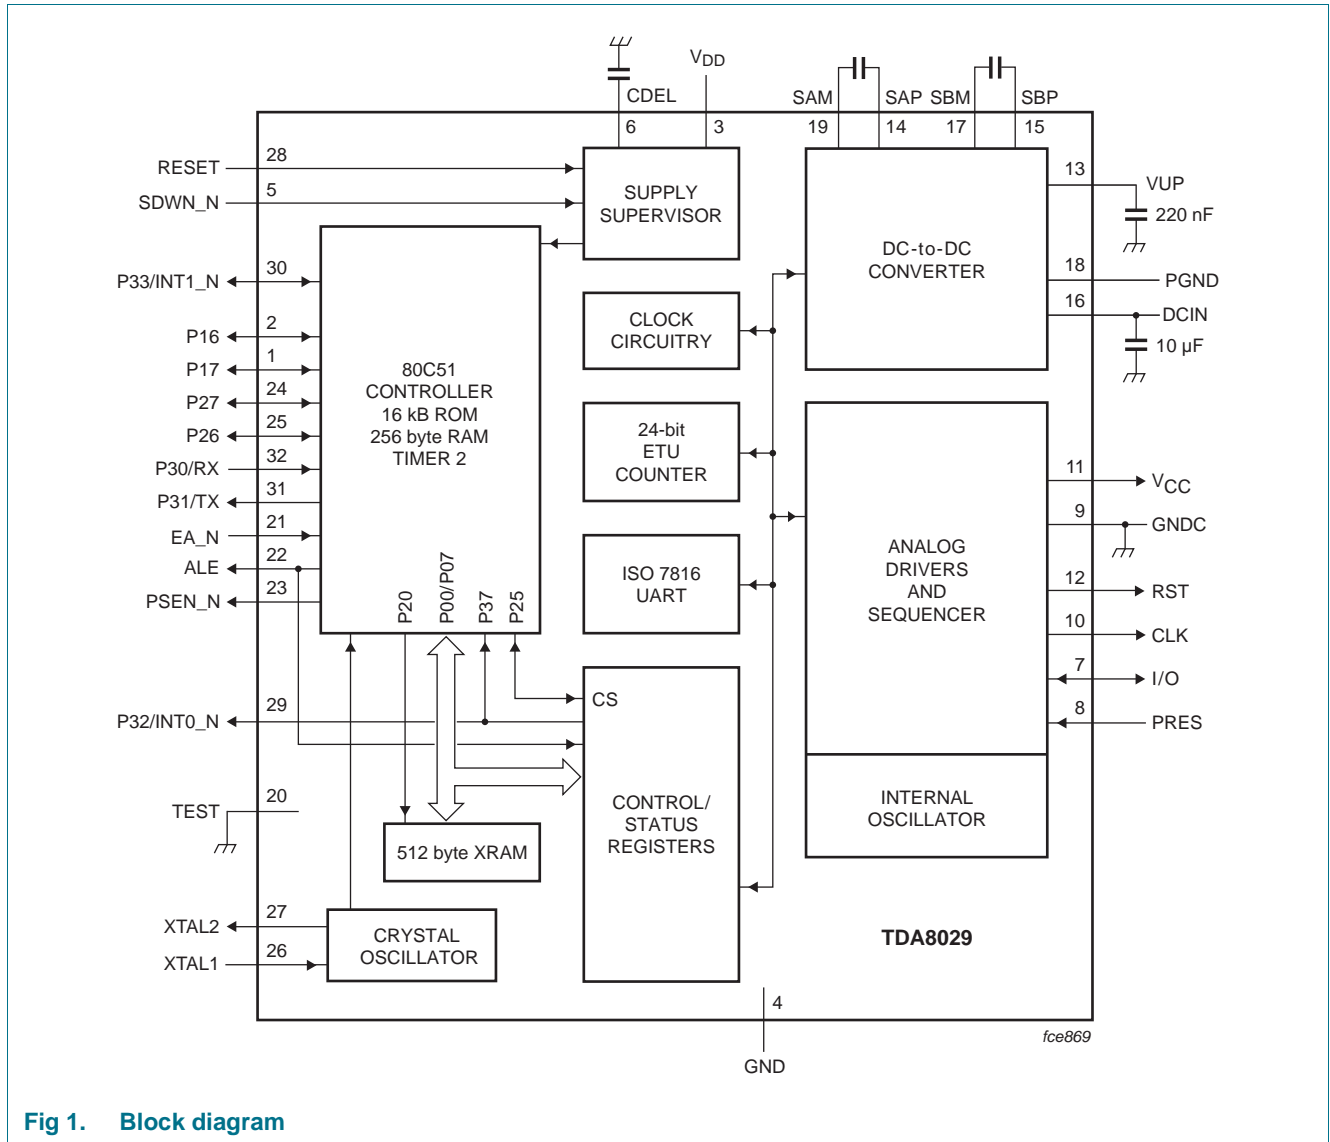 VDD
CDEL
SAM
SAP
SBM
SBP
6
3
19
14
17
15
RESET
28
SDWN_N
5
SUPPLY
SUPERVISOR
13
VUP
220 nF
P33/INT1_N
30
DC-to-DC
CONVERTER
18
PGND
16
DCIN
10 µF
CLOCK
CIRCUITRY
P16
2
P17
1
P27
24
P26
25
P30/RX
32
P31/TX
31
EA_N
21
ALE
22
PSEN_N
23
80C51
CONTROLLER
16 kB ROM
256 byte RAM
TIMER 2
P20
P00/P07
P37
P25
24-bit
ETU
COUNTER
ISO 7816
UART
ANALOG
DRIVERS
AND
SEQUENCER
11
VCC
9
GNDC
12
RST
10
CLK
7
I/O
8
PRES
P32/INT0_N
29
CS
CONTROL/
STATUS
REGISTERS
INTERNAL
OSCILLATOR
TEST
20
512 byte XRAM
XTAL2
27
XTAL1
26
CRYSTAL
OSCILLATOR
TDA8029
4
GND
fce869
Fig 1. Block diagram